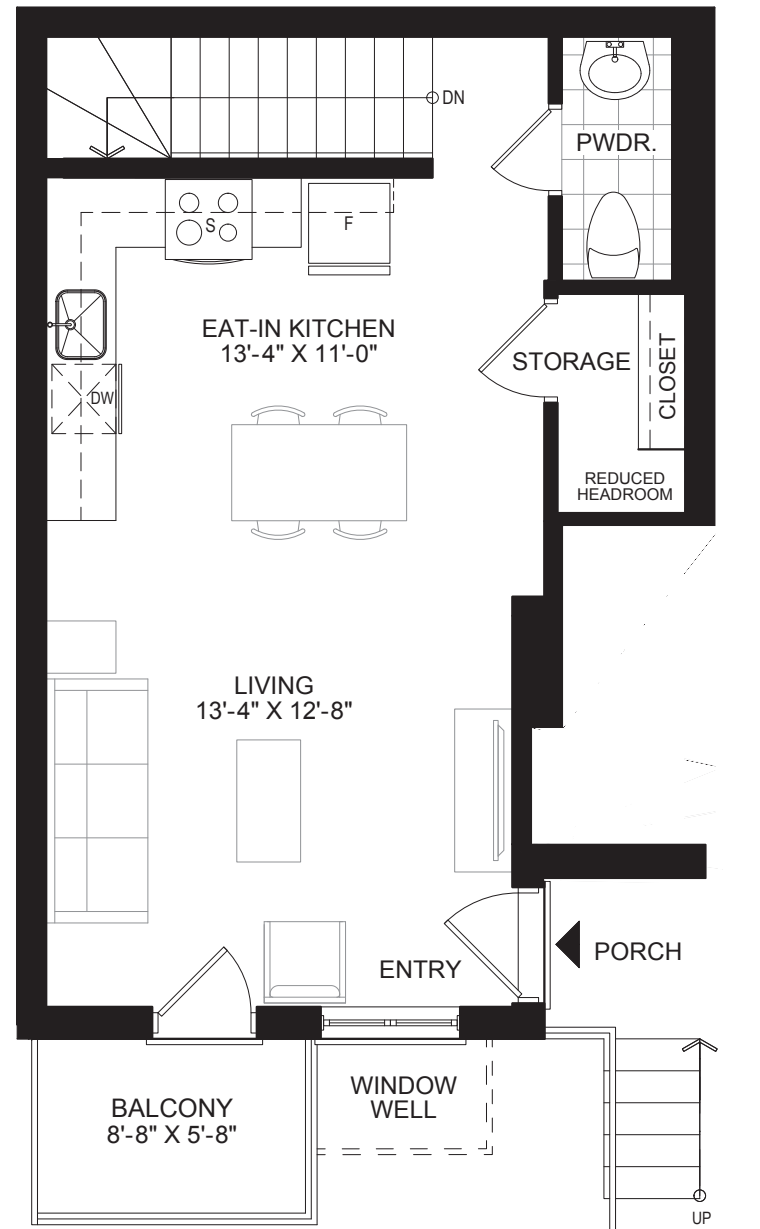 DN
PWDR.
S
F
EAT-IN KITCHEN
13'-4" X 11'-0"
STORAGE
CLOSET
DW
REDUCED
HEADROOM
LIVING
13'-4" X 12'-8"
ENTRY
PORCH
BALCONY
8'-8" X 5'-8"
WINDOW
WELL
UP